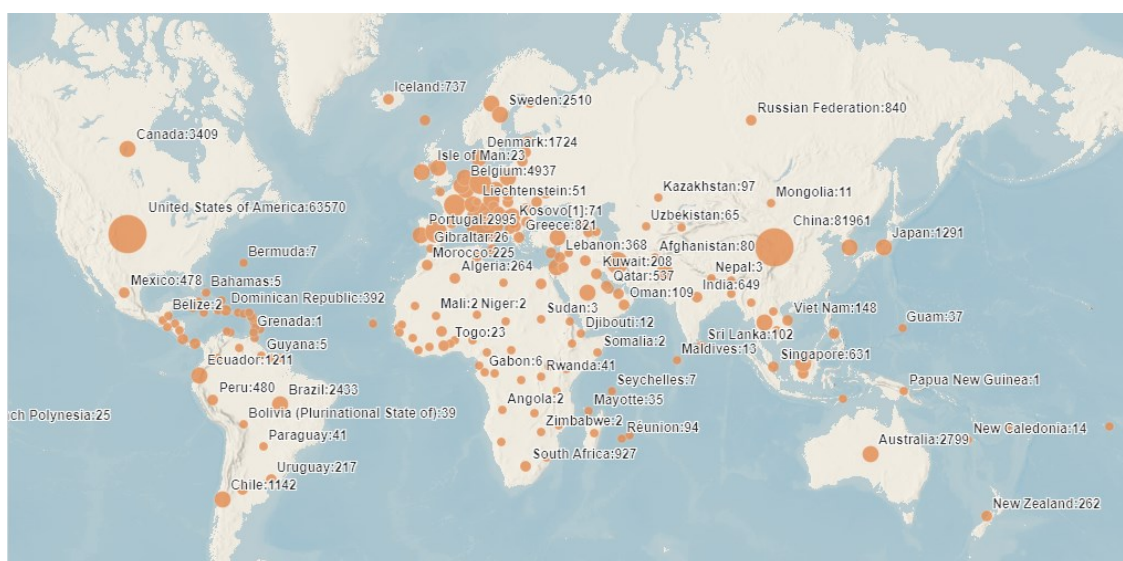 Iceland:737
Sweden:2510
Russian Federation:840
Canada:3409
Denmark:1724
Isle of Man:23
Belgium:4937
Liechtenstein:51
Kazakhstan:97
Mongolia:11
United States of America:63570
Portugal:2995
Kosovo[1]:71
Greece:821
Uzbekistan:65
China:81961
Japan:1291
Gibraltar:26
Lebanon:368
Afghanistan:80
Bermuda:7
Morocco:225
Kuwait:208
Nepal:3
Algeria:264
Qatar:537
India:649
Mexico:478
Bahamas:5
Oman:109
Belize:2
Dominican Republic:392
Mali:2
Niger:2
Sudan:3
Viet Nam:148
Guam:37
Grenada:1
Togo:23
Djibouti:12
Sri Lanka:102
Guyana:5
Somalia:2
Maldives:13
Ecuador:1211
Gabon:6
Rwanda:41
Singapore:631
Peru:480
Brazil:2433
Seychelles:7
Papua New Guinea:1
Angola:2
Mayotte:35
ch Polynesia:25
Bolivia (Plurinational State of):39
Zimbabwe:2
Réunion:94
New Caledonia:14
Paraguay:41
Australia:2799
South Africa:927
Uruguay:217
Chile:1142
New Zealand:262